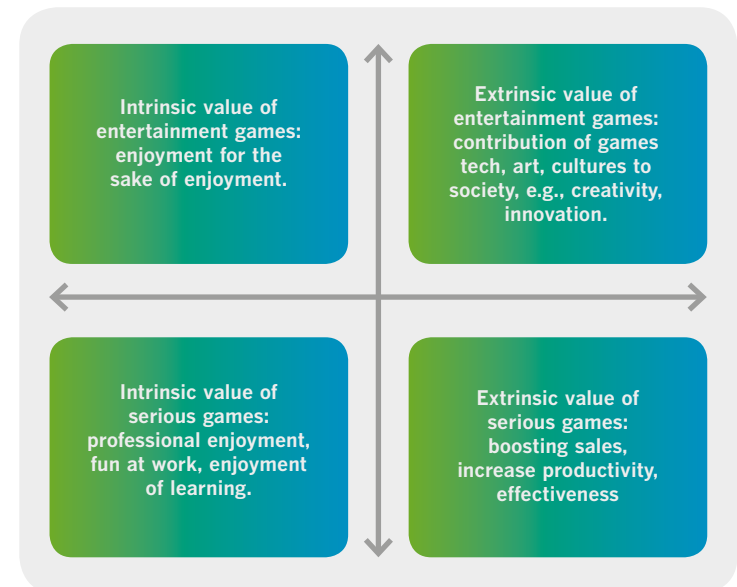 Intrinsic value of
entertainment games:
enjoyment for the
sake of enjoyment.
Extrinsic value of
entertainment games:
contribution of games
tech, art, cultures to
society, e.g., creativity,
innovation.
Intrinsic value of
serious games:
professional enjoyment,
fun at work, enjoyment
of learning.
Extrinsic value of
serious games:
boosting sales,
increase productivity,
effectiveness